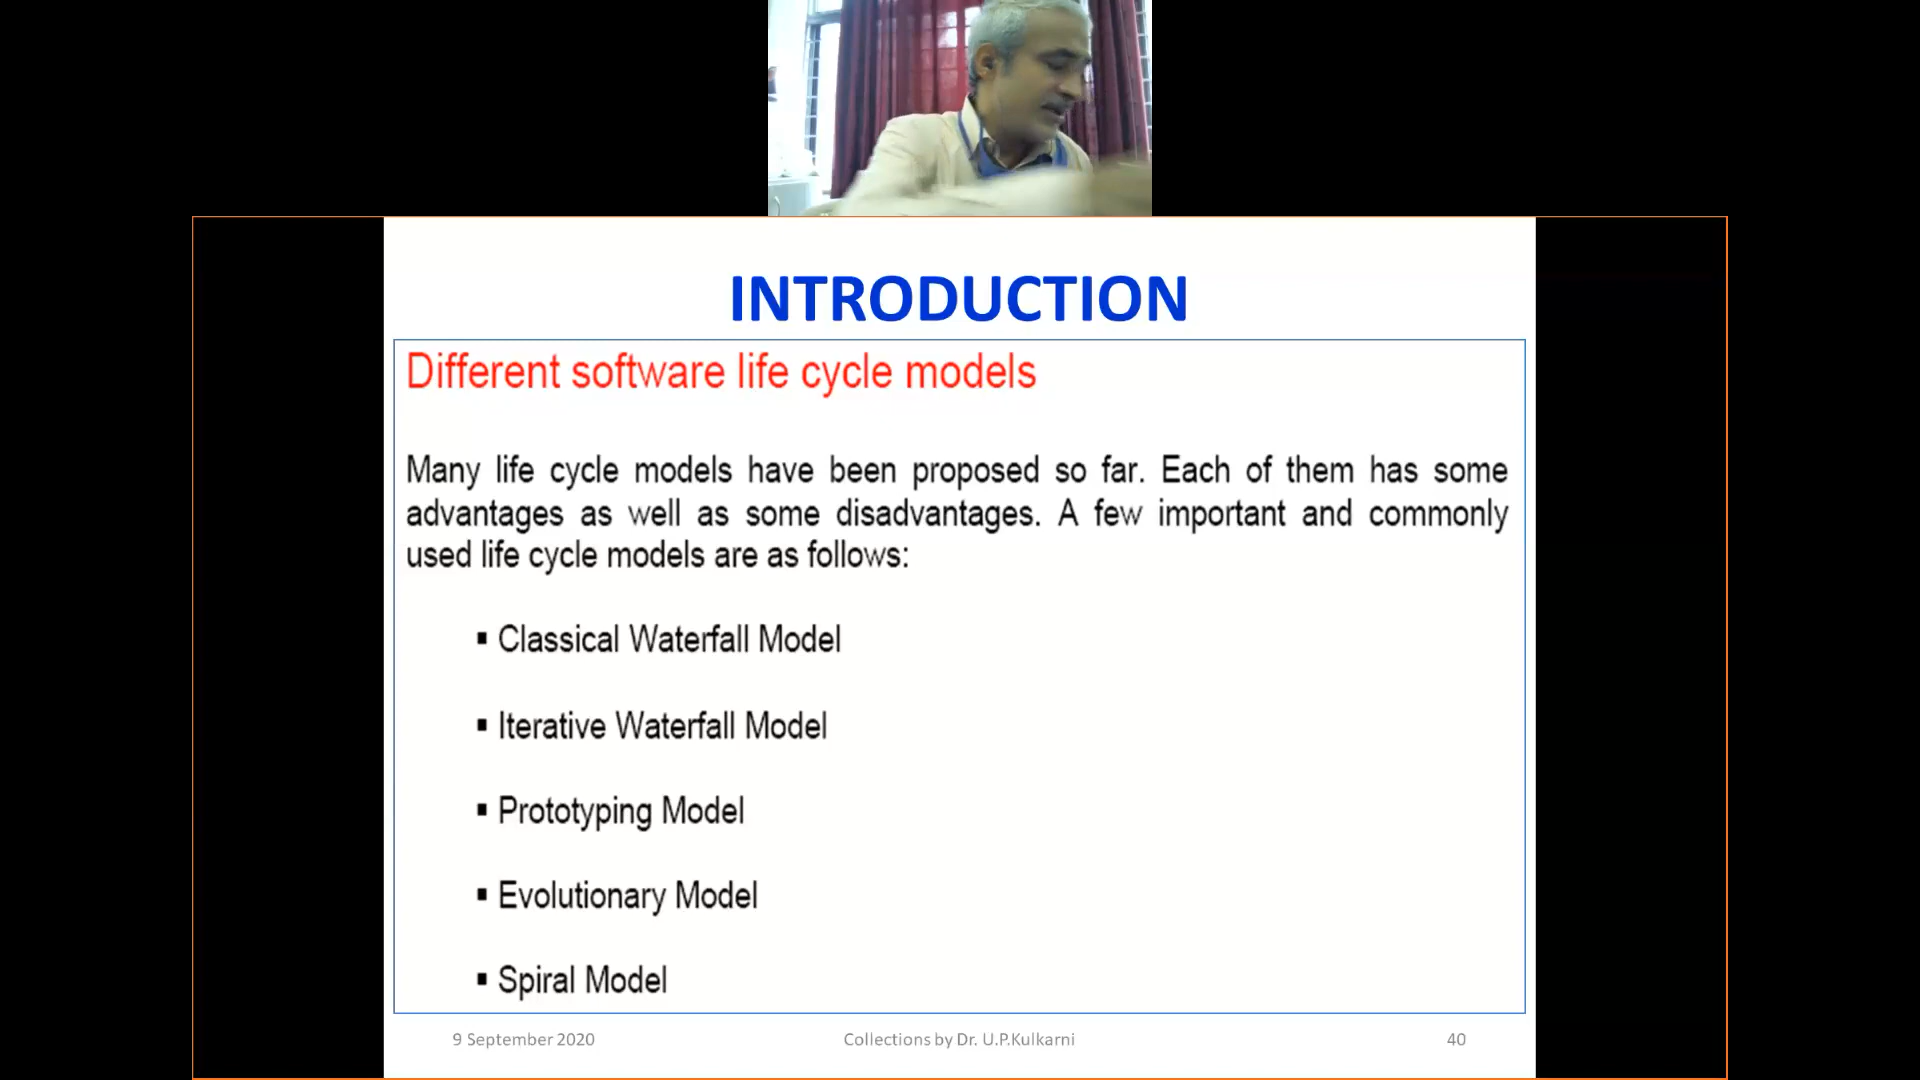 INTRODUCTION
Different software life cycle models
Many life cycle models have been proposed so far. Each of them has some
advantages as well as some disadvantages. A few important and commonly
used life cycle models are as follows:
▪ Classical Waterfall Model
▪ Iterative Waterfall Model
▪ Prototyping Model
▪ Evolutionary Model
▪ Spiral Model
9 September 2020 Collections by Dr. U.P.Kulkarni 40